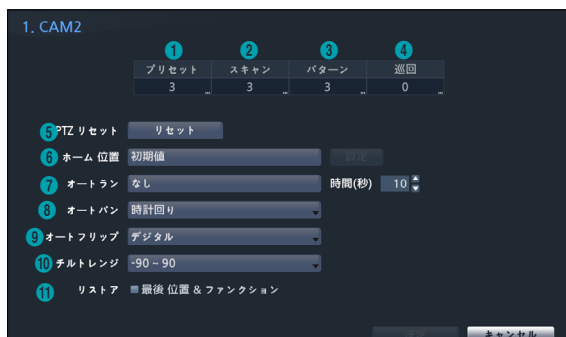 1. CAM2
1 2 3 4
プリセット スキャン パターン 巡回
3 ... 3 ... 3 ... 0 ...
5 PTZ リセット リセット
6 ホーム 位置 初期値 設定
7 オートラン なし 時間(秒) 10
8 オートパン 時計回り
9 オートフリップ デジタル
10 チルトレンジ -90 ~ 90
11 リストア 最後 位置 & ファンクション
キャンセル